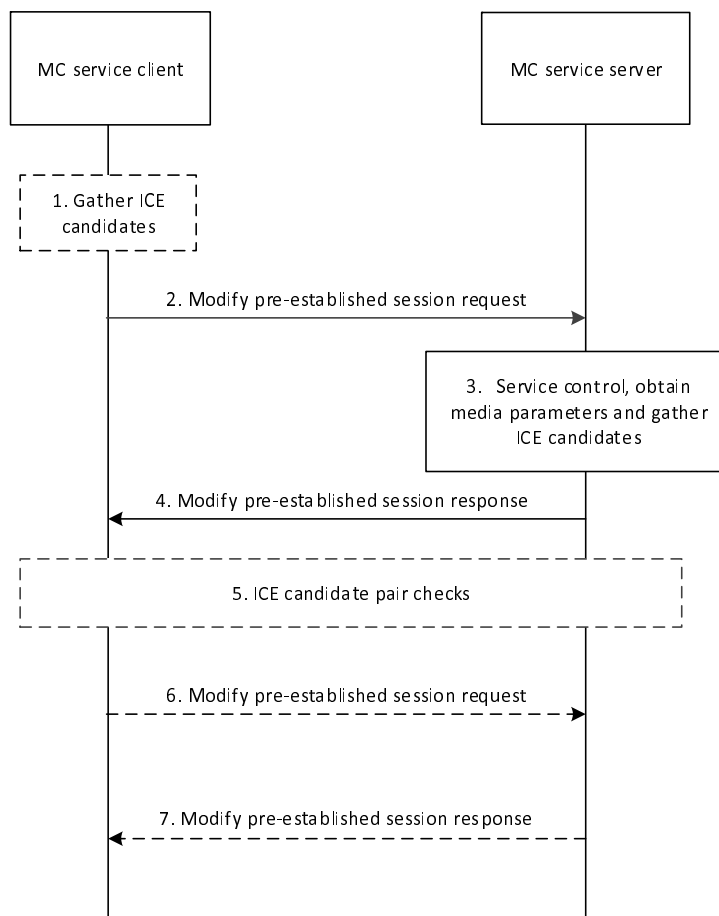 MC service client
MC service server
1. Gather ICE
candidates
2. Modify pre-established session request
3. Service control, obtain
media parameters and gather
ICE candidates
4. Modify pre-established session response
5. ICE candidate pair checks
6. Modify pre-established session request
7. Modify pre-established session response